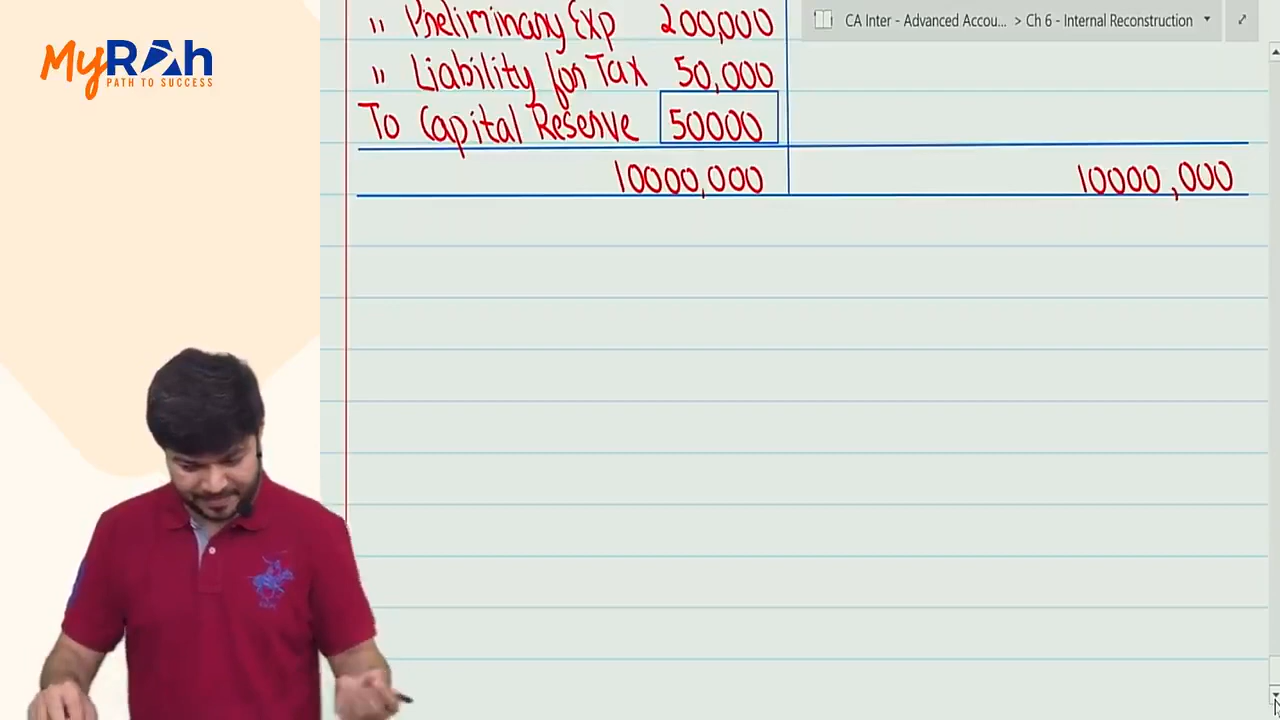 MyRAh
PATH TO SUCCESS
CA Inter - Advanced Accou... > Ch 6 - Internal Reconstruction
" Preliminary Exp 200,000
" Liability for Tax 50,000
To Capital Reserve 50000
10000,000 10000,000